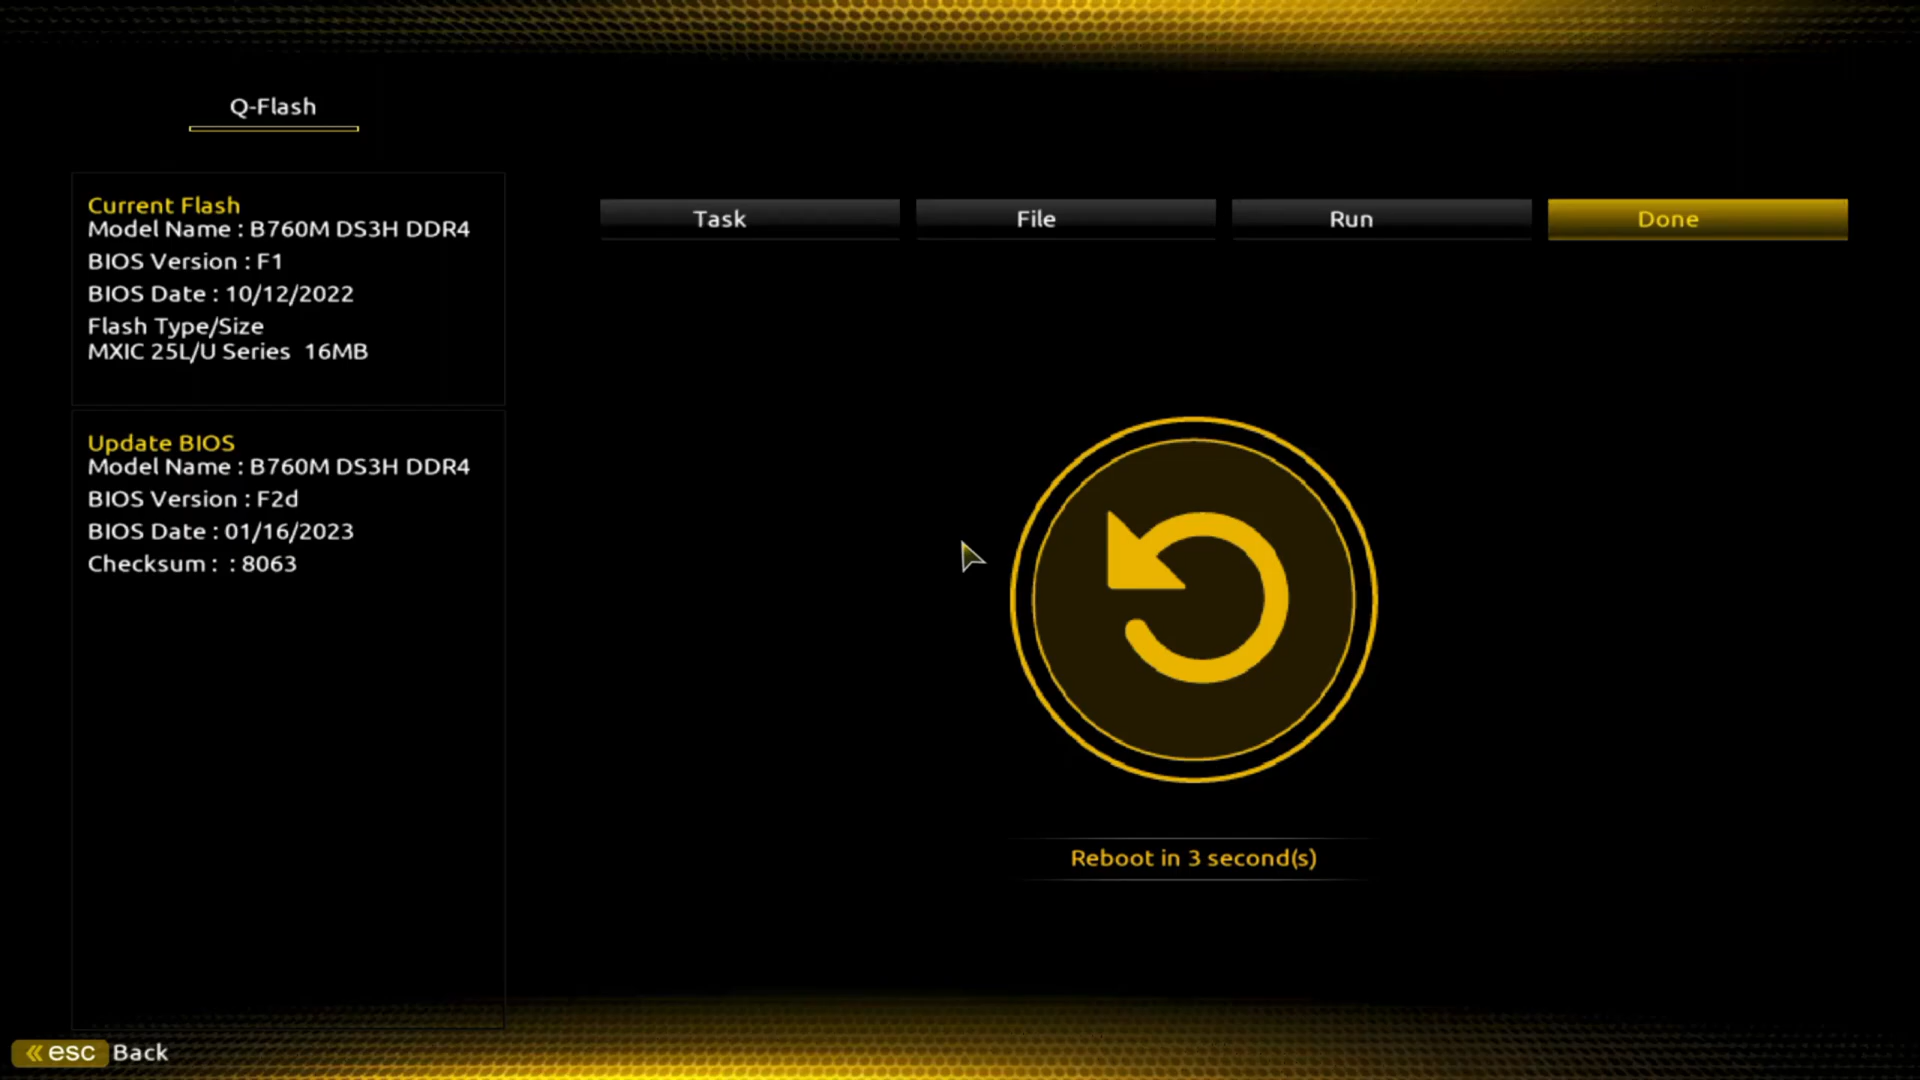 Q-Flash
Current Flash
Model Name : B760M DS3H DDR4
BIOS Version : F1
BIOS Date : 10/12/2022
Flash Type/Size
MXIC 25L/U Series 16MB
Update BIOS
Model Name : B760M DS3H DDR4
BIOS Version : F2d
BIOS Date : 01/16/2023
Checksum : : 8063
Task
File
Run
Done
Reboot in 3 second(s)
esc Back